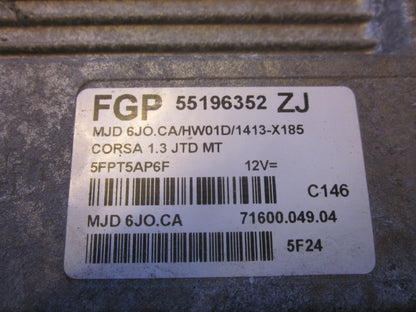 FGP 55196352 ZJ
MJD 6JO.CA/HW01D/1413-X185
CORSA 1.3 JTD MT
5FPT5AP6F 12V=
C146
MJD 6JO.CA 71600.049.04
5F24